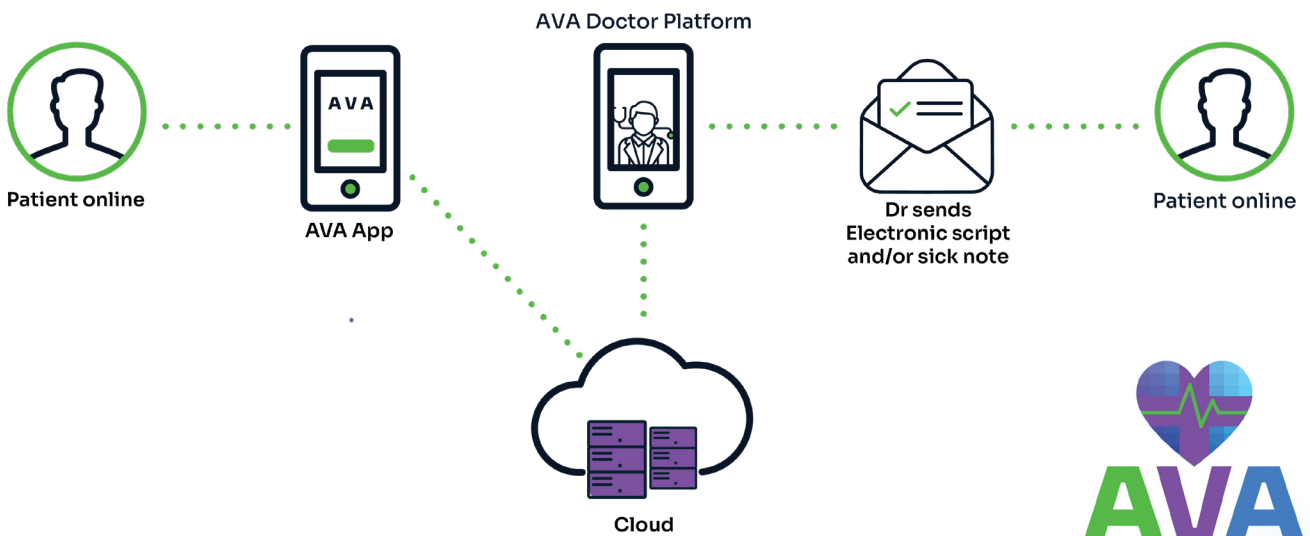 AVA Doctor Platform
AVA
Patient online
AVA App
Dr sends
Electronic script
and/or sick note
Patient online
Cloud
AVA